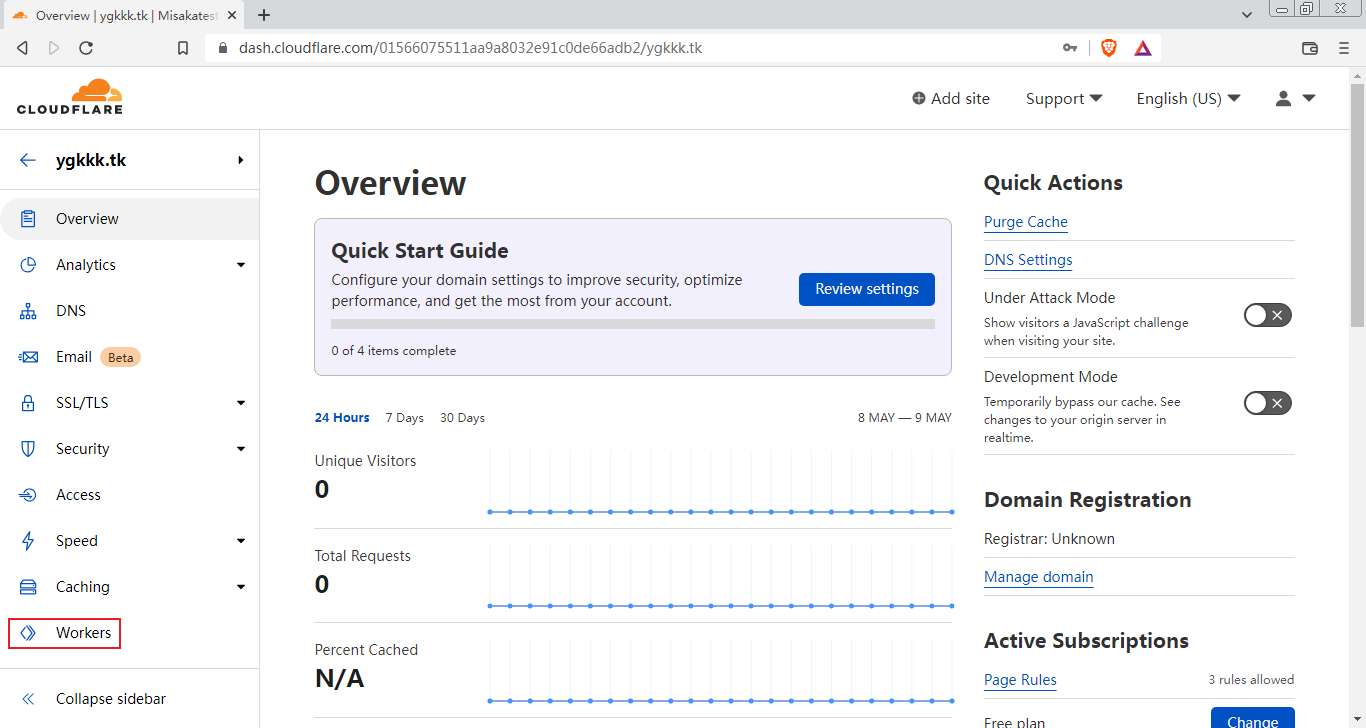 Overview | ygkkk.tk | Misakatest
dash.cloudflare.com/01566075511aa9a8032e91c0de66adb2/ygkkk.tk
CLOUDFLARE
Add site
Support
English (US)
ygkkk.tk
Overview
Analytics
DNS
Email Beta
SSL/TLS
Security
Access
Speed
Caching
Workers
Collapse sidebar
Overview
Quick Start Guide
Configure your domain settings to improve security, optimize
performance, and get the most from your account.
Review settings
0 of 4 items complete
24 Hours 7 Days 30 Days
8 MAY — 9 MAY
Unique Visitors
0
Total Requests
0
Percent Cached
N/A
Quick Actions
Purge Cache
DNS Settings
Under Attack Mode
Show visitors a JavaScript challenge
when visiting your site.
Development Mode
Temporarily bypass our cache. See
changes to your origin server in
realtime.
Domain Registration
Registrar: Unknown
Manage domain
Active Subscriptions
Page Rules 3 rules allowed
Free plan Change